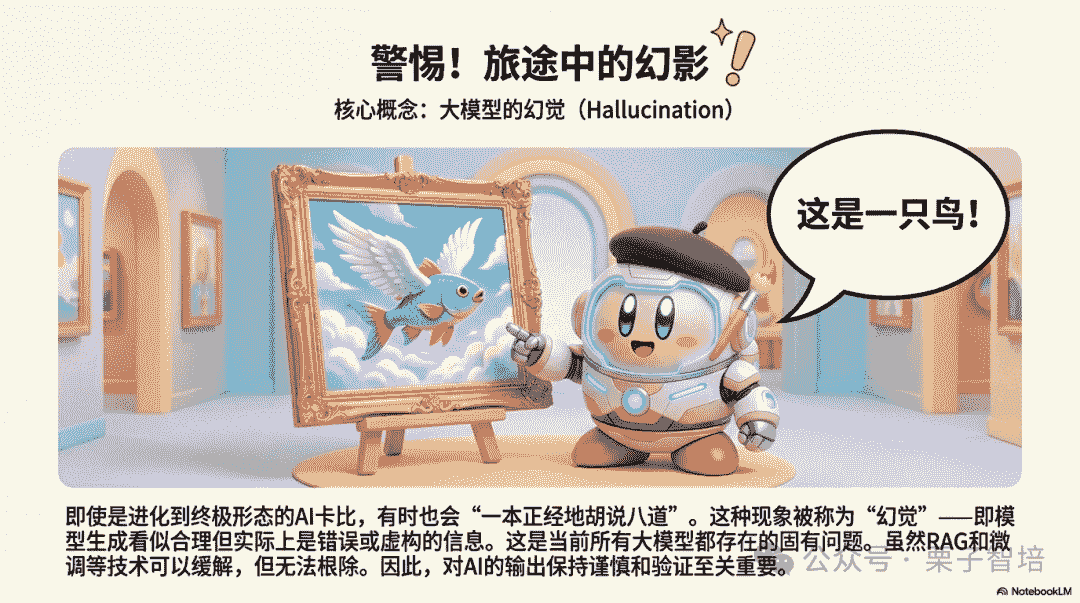 警惕！旅途中的幻影
核心概念：大模型的幻觉（Hallucination）
这是一只鸟！
即使是进化到终极形态的AI卡比，有时也会“一本正经地胡说八道”。这种现象被称为“幻觉”——即模
型生成看似合理但实际上是错误或虚构的信息。这是当前所有大模型都存在的固有问题。虽然RAG和微
调等技术可以缓解，但无法根除。因此，对AI的输出保持谨慎和验证至关重要。
公众号·栗子智培
NotebookLM